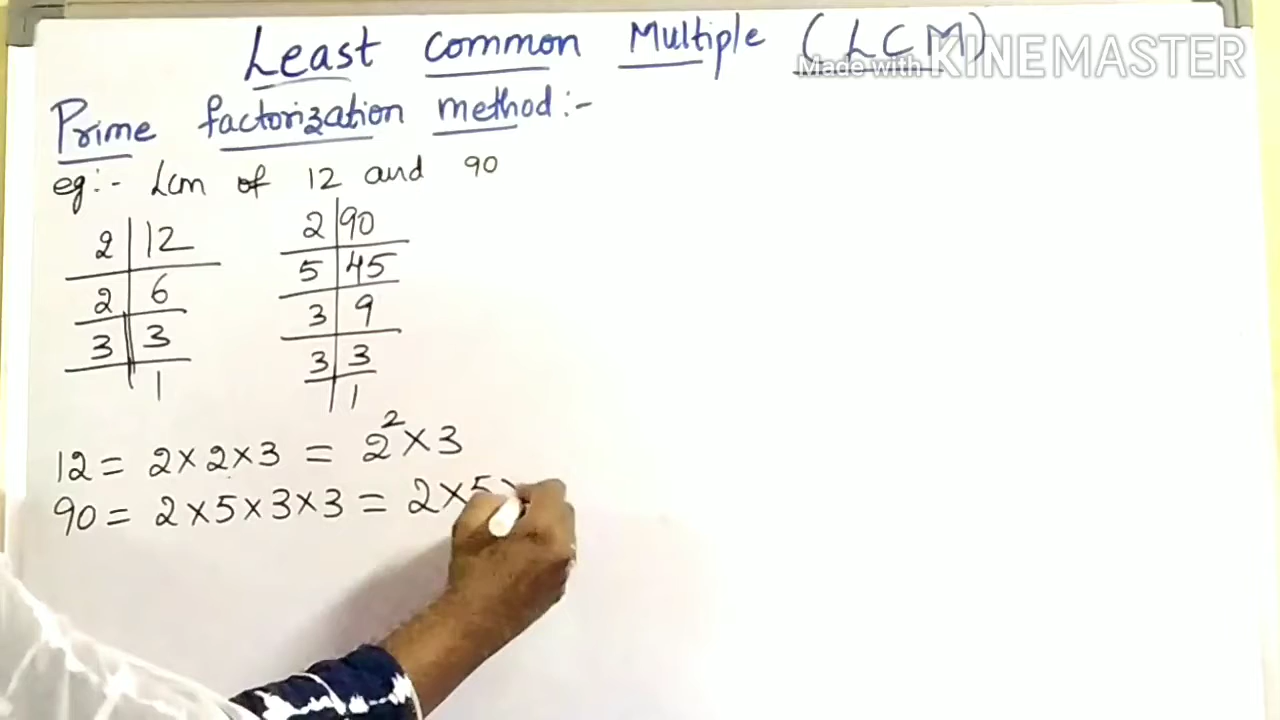 Least common Multiple (LCM)
Made with KINEMASTER
Prime factorization method:-
eg:- Lcm of 12 and 90
2 | 12
2 | 6
3 | 3
1
2 | 90
5 | 45
3 | 9
3 | 3
1
12 = 2 × 2 × 3 = 2² × 3
90 = 2 × 5 × 3 × 3 = 2 × 5 ×